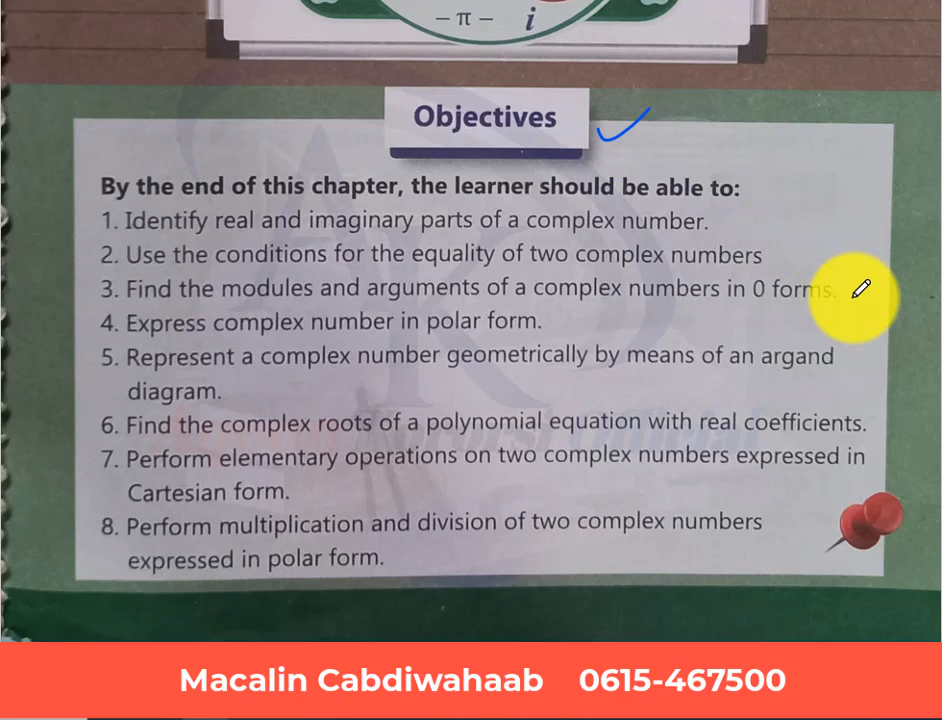 – π – i
Objectives
By the end of this chapter, the learner should be able to:
1. Identify real and imaginary parts of a complex number.
2. Use the conditions for the equality of two complex numbers
3. Find the modules and arguments of a complex numbers in 0 forms.
4. Express complex number in polar form.
5. Represent a complex number geometrically by means of an argand
diagram.
6. Find the complex roots of a polynomial equation with real coefficients.
7. Perform elementary operations on two complex numbers expressed in
Cartesian form.
8. Perform multiplication and division of two complex numbers
expressed in polar form.
Macalin Cabdiwahaab 0615-467500